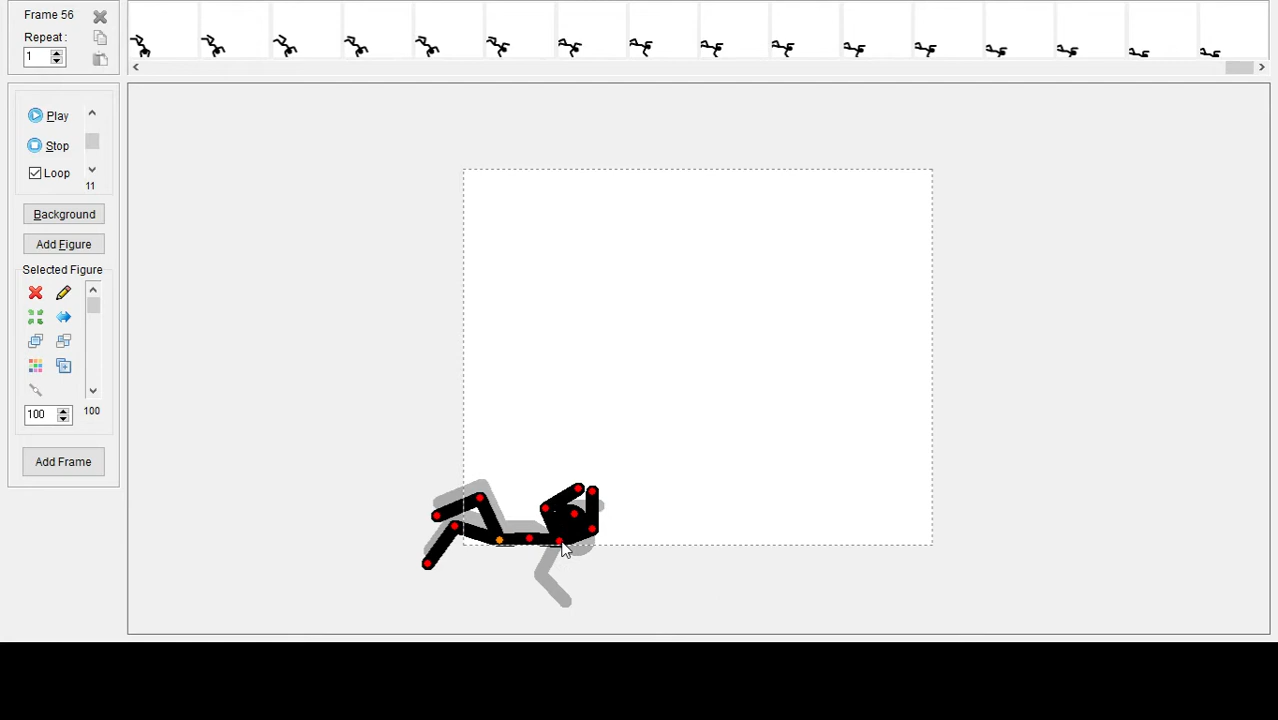 Frame 56
Repeat:
1
Play
Stop
Loop
11
Background
Add Figure
Selected Figure
100
100
Add Frame